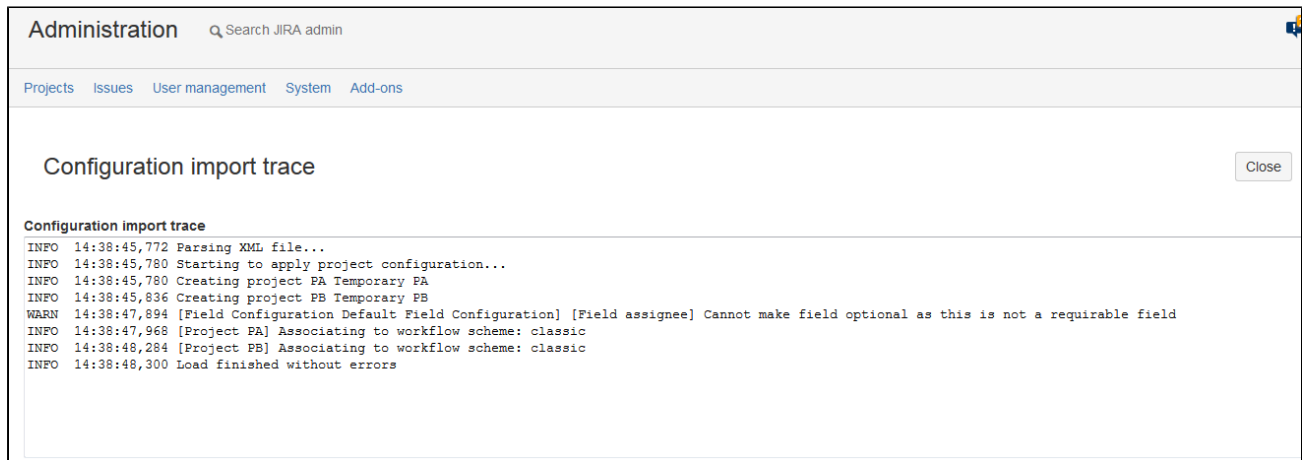 Administration Search JIRA admin
Projects Issues User management System Add-ons
Configuration import trace Close
Configuration import trace
INFO 14:38:45,772 Parsing XML file...
INFO 14:38:45,780 Starting to apply project configuration...
INFO 14:38:45,780 Creating project PA Temporary PA
INFO 14:38:45,836 Creating project PB Temporary PB
WARN 14:38:47,894 [Field Configuration Default Field Configuration] [Field assignee] Cannot make field optional as this is not a requirable field
INFO 14:38:47,968 [Project PA] Associating to workflow scheme: classic
INFO 14:38:48,284 [Project PB] Associating to workflow scheme: classic
INFO 14:38:48,300 Load finished without errors